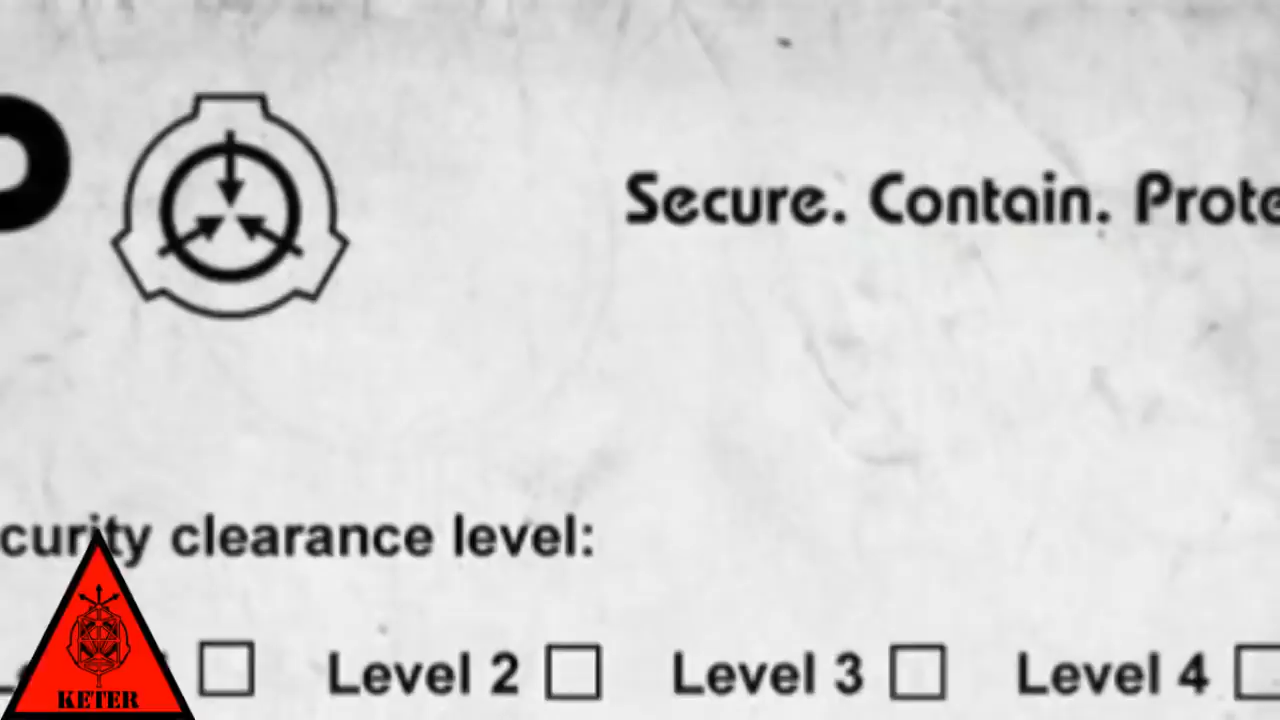 P
Secure. Contain. Prote
curity clearance level:
Level 2 Level 3 Level 4
KETER